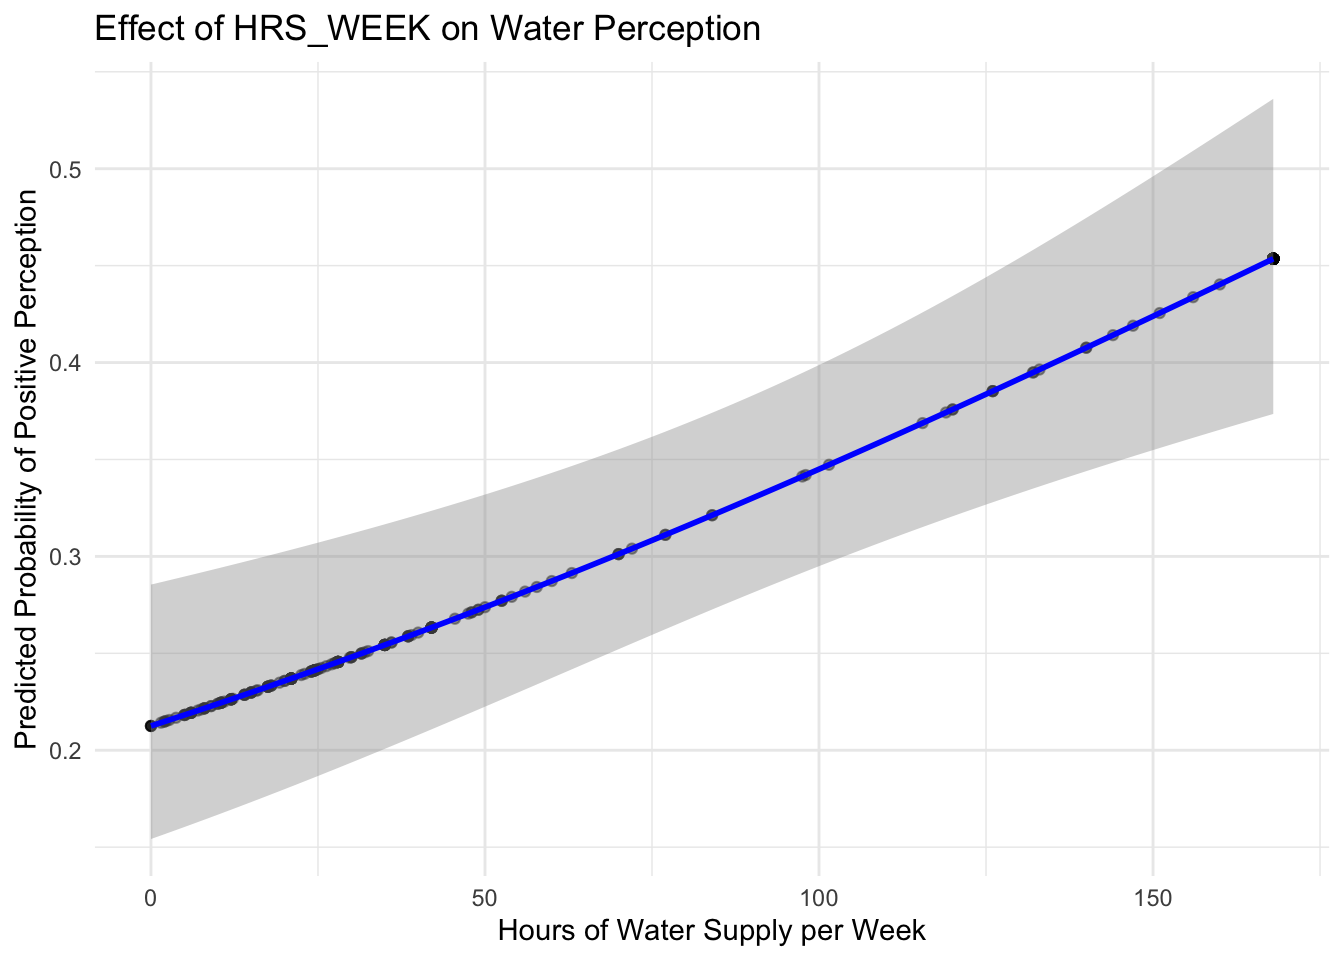 Effect of HRS_WEEK on Water Perception
Predicted Probability of Positive Perception
0.5
0.4
0.3
0.2
0
50
100
150
Hours of Water Supply per Week